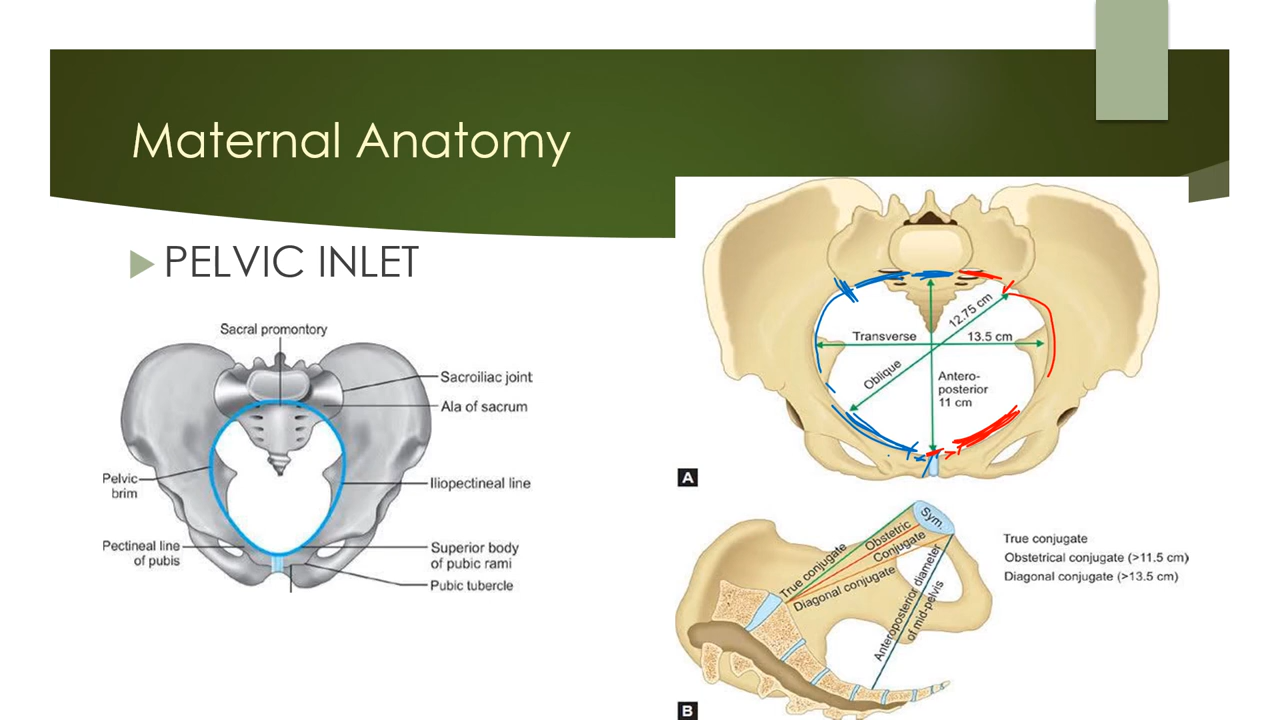 Maternal Anatomy
PELVIC INLET
Sacral promontory
Sacroiliac joint
Ala of sacrum
Pelvic
brim
Iliopectineal line
Pectineal line
of pubis
Superior body
of pubic rami
Pubic tubercle
12.75 cm
Transverse
13.5 cm
Oblique
Antero-
posterior
11 cm
A
Sym.
True conjugate
Obstetric
Conjugate
Diagonal conjugate
Anteroposterior diameter
of mid-pelvis
True conjugate
Obstetrical conjugate (>11.5 cm)
Diagonal conjugate (>13.5 cm)
B